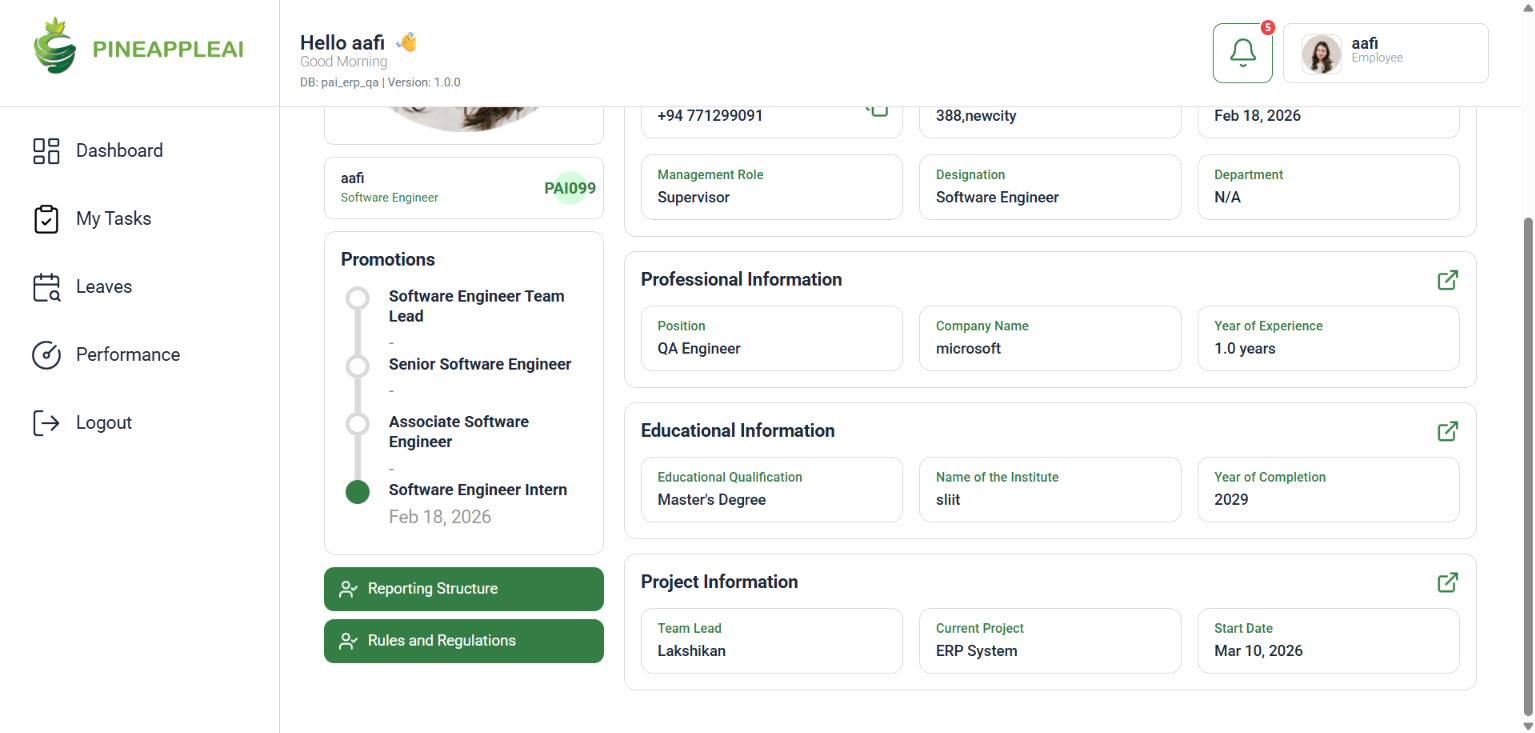 PINEAPPLEAI
Hello aafi 👋
Good Morning
DB: pai_erp_qa | Version: 1.0.0
5
aafi
Employee
Dashboard
My Tasks
Leaves
Performance
Logout
aafi
Software Engineer
PAI099
Promotions
Software Engineer Team
Lead
-
Senior Software Engineer
-
Associate Software
Engineer
-
Software Engineer Intern
Feb 18, 2026
Reporting Structure
Rules and Regulations
+94 771299091
388,newcity
Feb 18, 2026
Management Role
Supervisor
Designation
Software Engineer
Department
N/A
Professional Information
Position
QA Engineer
Company Name
microsoft
Year of Experience
1.0 years
Educational Information
Educational Qualification
Master's Degree
Name of the Institute
sliit
Year of Completion
2029
Project Information
Team Lead
Lakshikan
Current Project
ERP System
Start Date
Mar 10, 2026